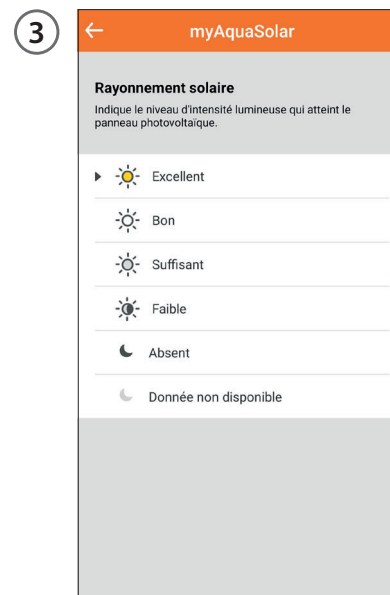 3
myAquaSolar
Rayonnement solaire
Indique le niveau d'intensité lumineuse qui atteint le
panneau photovoltaïque.
Excellent
Bon
Suffisant
Faible
Absent
Donnée non disponible